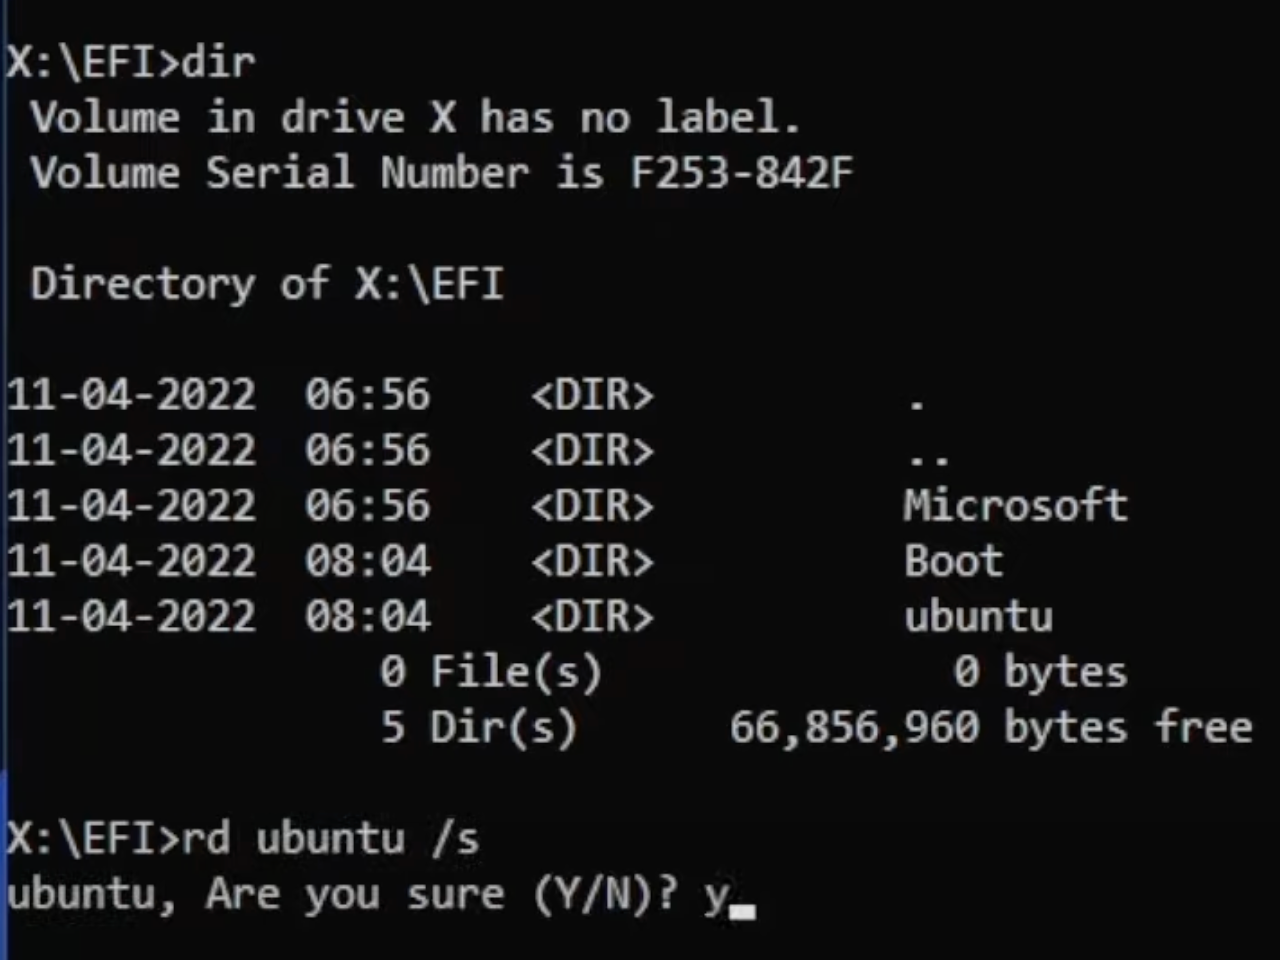 X:\EFI>dir
Volume in drive X has no label.
Volume Serial Number is F253-842F
Directory of X:\EFI
11-04-2022 06:56 <DIR> .
11-04-2022 06:56 <DIR> ..
11-04-2022 06:56 <DIR> Microsoft
11-04-2022 08:04 <DIR> Boot
11-04-2022 08:04 <DIR> ubuntu
0 File(s) 0 bytes
5 Dir(s) 66,856,960 bytes free
X:\EFI>rd ubuntu /s
ubuntu, Are you sure (Y/N)? y